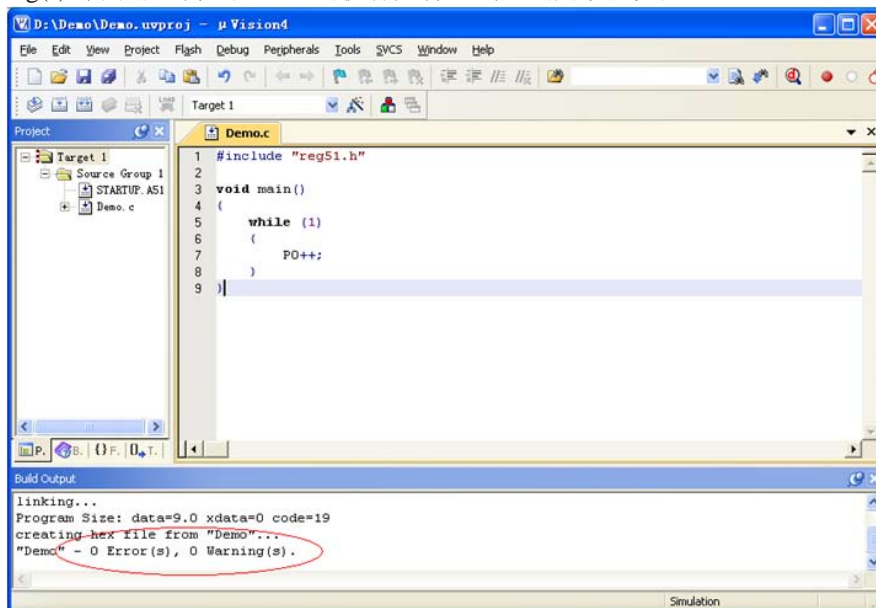 D:\Demo\Demo.uvproj - µVision4
File Edit View Project Flash Debug Peripherals Tools SVCS Window Help
Target 1
Project
Demo.c
Target 1
Source Group 1
STARTUP.A51
Demo.c
1 #include "reg51.h"
2
3 void main()
4 {
5 while (1)
6 {
7 P0++;
8 }
9 }
P. B. {} F. 0 T.
Build Output
linking...
Program Size: data=9.0 xdata=0 code=19
creating hex file from "Demo"...
"Demo" - 0 Error(s), 0 Warning(s).
Simulation